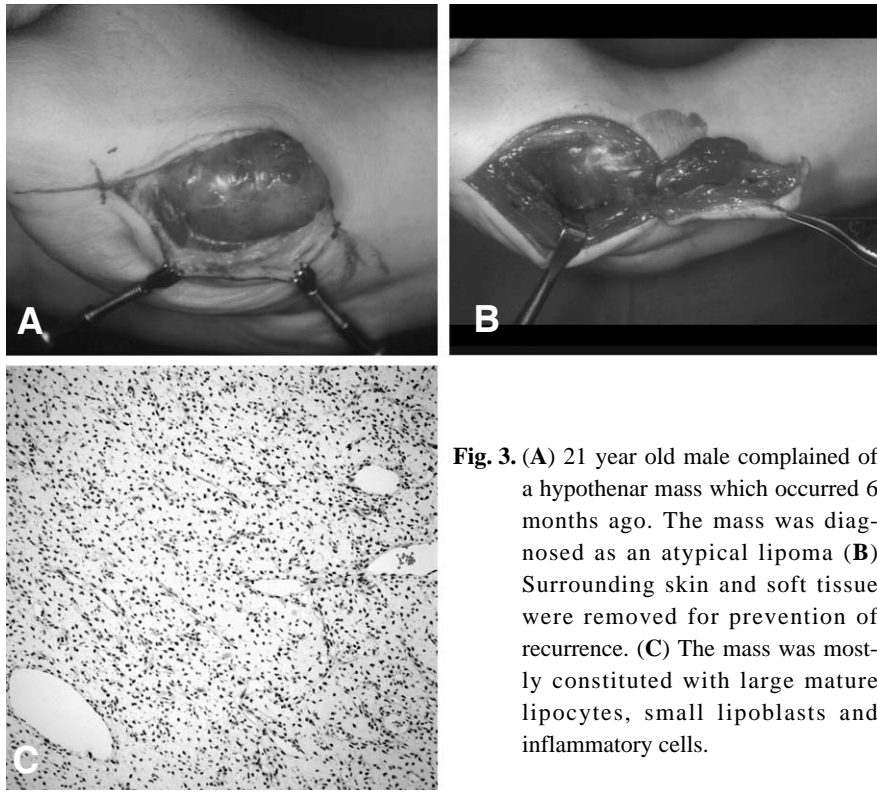 A
B
C
Fig. 3. (A) 21 year old male complained of
a hypothenar mass which occurred 6
months ago. The mass was diag-
nosed as an atypical lipoma (B)
Surrounding skin and soft tissue
were removed for prevention of
recurrence. (C) The mass was most-
ly constituted with large mature
lipocytes, small lipoblasts and
inflammatory cells.